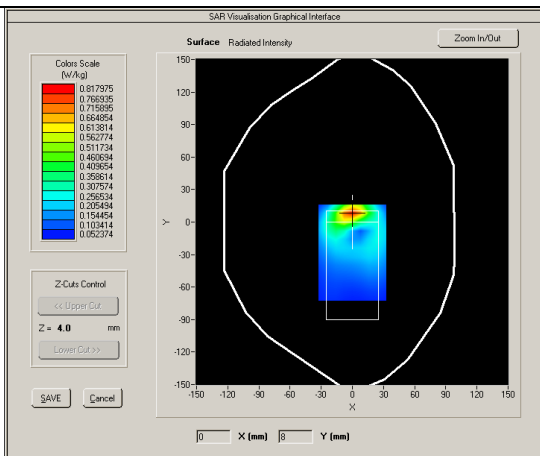 SAR Visualisation Graphical Interface
Surface Radiated Intensity
Zoom In/Out
Colors Scale
(W/kg)
0.817975
0.766935
0.715895
0.664854
0.613814
0.562774
0.511734
0.460694
0.409654
0.358614
0.307574
0.256534
0.205494
0.154454
0.103414
0.052374
150
120
90
60
30
0
-30
-60
-90
-120
-150
Y
-150 -120 -90 -60 -30 0 30 60 90 120 150
X
Z-Cuts Control
<< Upper Cut
Z = 4.0 mm
Lower Cut >>
SAVE Cancel
0 X (mm) 8 Y (mm)